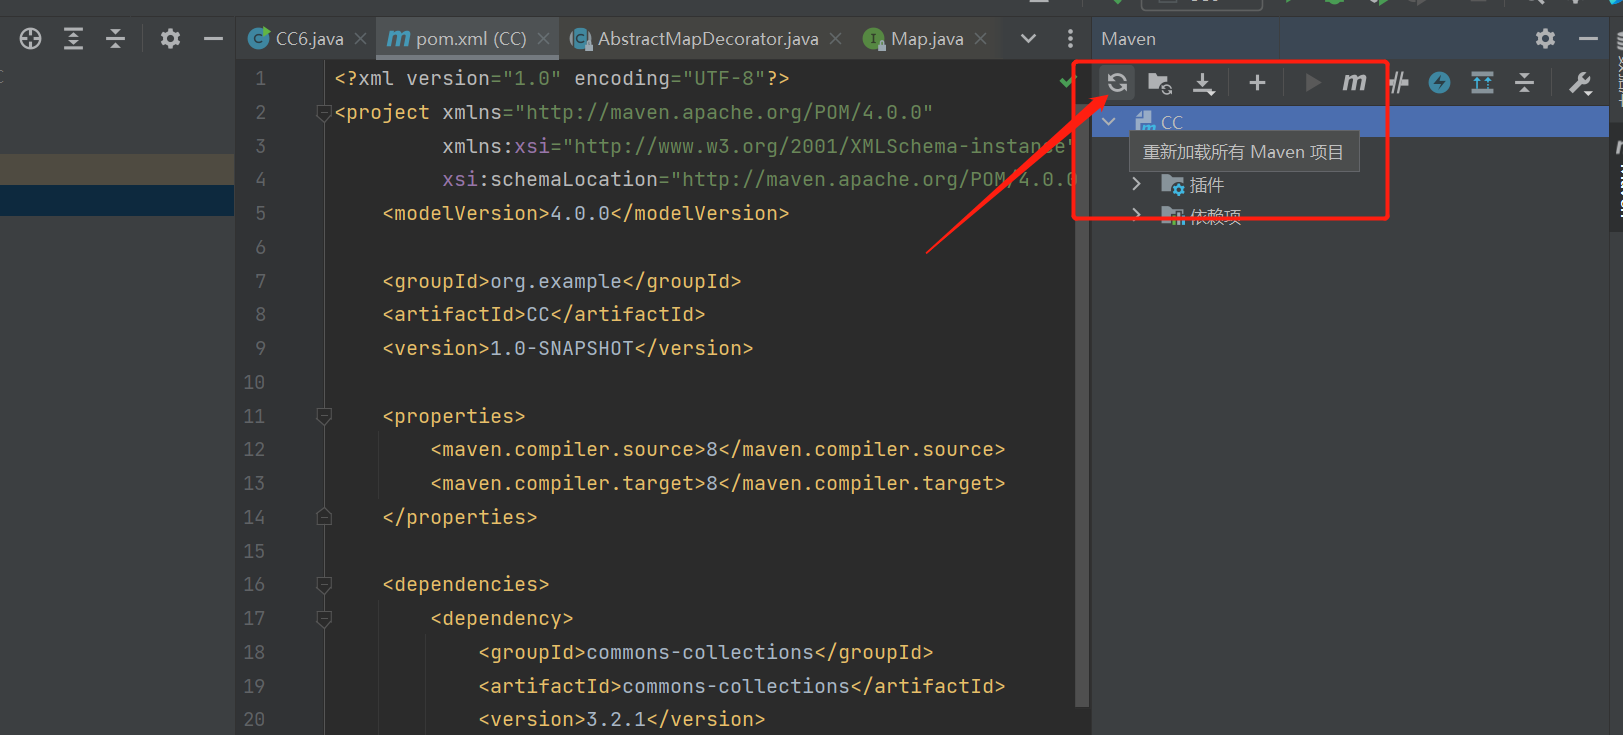 CC6.java
pom.xml (CC)
AbstractMapDecorator.java
Map.java
Maven
1 <?xml version="1.0" encoding="UTF-8"?>
2 <project xmlns="http://maven.apache.org/POM/4.0.0"
3 xmlns:xsi="http://www.w3.org/2001/XMLSchema-instance"
4 xsi:schemaLocation="http://maven.apache.org/POM/4.0.0
5 <modelVersion>4.0.0</modelVersion>
6
7 <groupId>org.example</groupId>
8 <artifactId>CC</artifactId>
9 <version>1.0-SNAPSHOT</version>
10
11 <properties>
12 <maven.compiler.source>8</maven.compiler.source>
13 <maven.compiler.target>8</maven.compiler.target>
14 </properties>
15
16 <dependencies>
17 <dependency>
18 <groupId>commons-collections</groupId>
19 <artifactId>commons-collections</artifactId>
20 <version>3.2.1</version>
CC
重新加载所有 Maven 项目
插件
依赖项